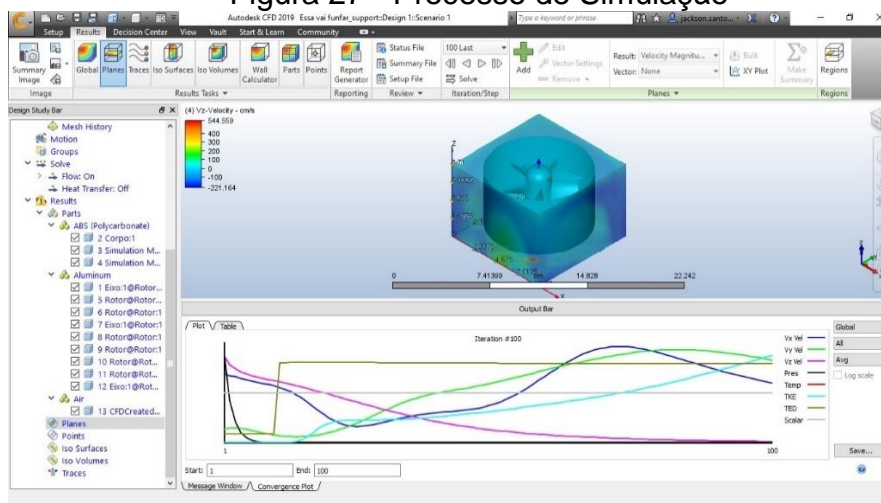 Figura 27 - Processo de Simulação
Autodesk CFD 2019 Essa vai funfar_support::Design 1::Scenari
Type a keyword or phrase
jackson.santo...
Setup Results Decision Center View Vault Start & Learn Community
Summary Image
Global Planes Traces Iso Surfaces Iso Volumes Wall Calculator Parts Points
Report Generator
Status File
Summary File
Setup File
100 Last
Solve
Add
Edit
Vector Settings
Remove
Result: Velocity Magnitu...
Vector: None
Bulk
XY Plot
Make Summary
Regions
Image Results Tasks Reporting Review Iteration/Step Planes Regions
Design Study Bar
Mesh History
Motion
Groups
Solve
Flow: On
Heat Transfer: Off
Results
Parts
ABS (Polycarbonate)
2 Corpo:1
3 Simulation M...
4 Simulation M...
Aluminum
1 Eixo:1@Rotor...
5 Rotor@Rotor...
6 Rotor@Rotor:1
7 Eixo:1@Rotor:1
8 Rotor@Rotor:1
9 Rotor@Rotor:1
10 Rotor@Rot...
11 Rotor@Rot...
12 Eixo:1@Rot...
Air
13 CFDCreated...
Planes
Points
Iso Surfaces
Iso Volumes
Traces
(4) Vz-Velocity - cm/s
544.559
400
300
200
100
0
-100
-221.164
Z
0 7.41399 14.828 22.242
Output Bar
Plot Table
Iteration #100
Vx Vel
Vy Vel
Vz Vel
Pres
Temp
TKE
TED
Scalar
1 100
Global
All
Avg
Log scale
Save...
Start: 1 End: 100
Message Window Convergence Plot